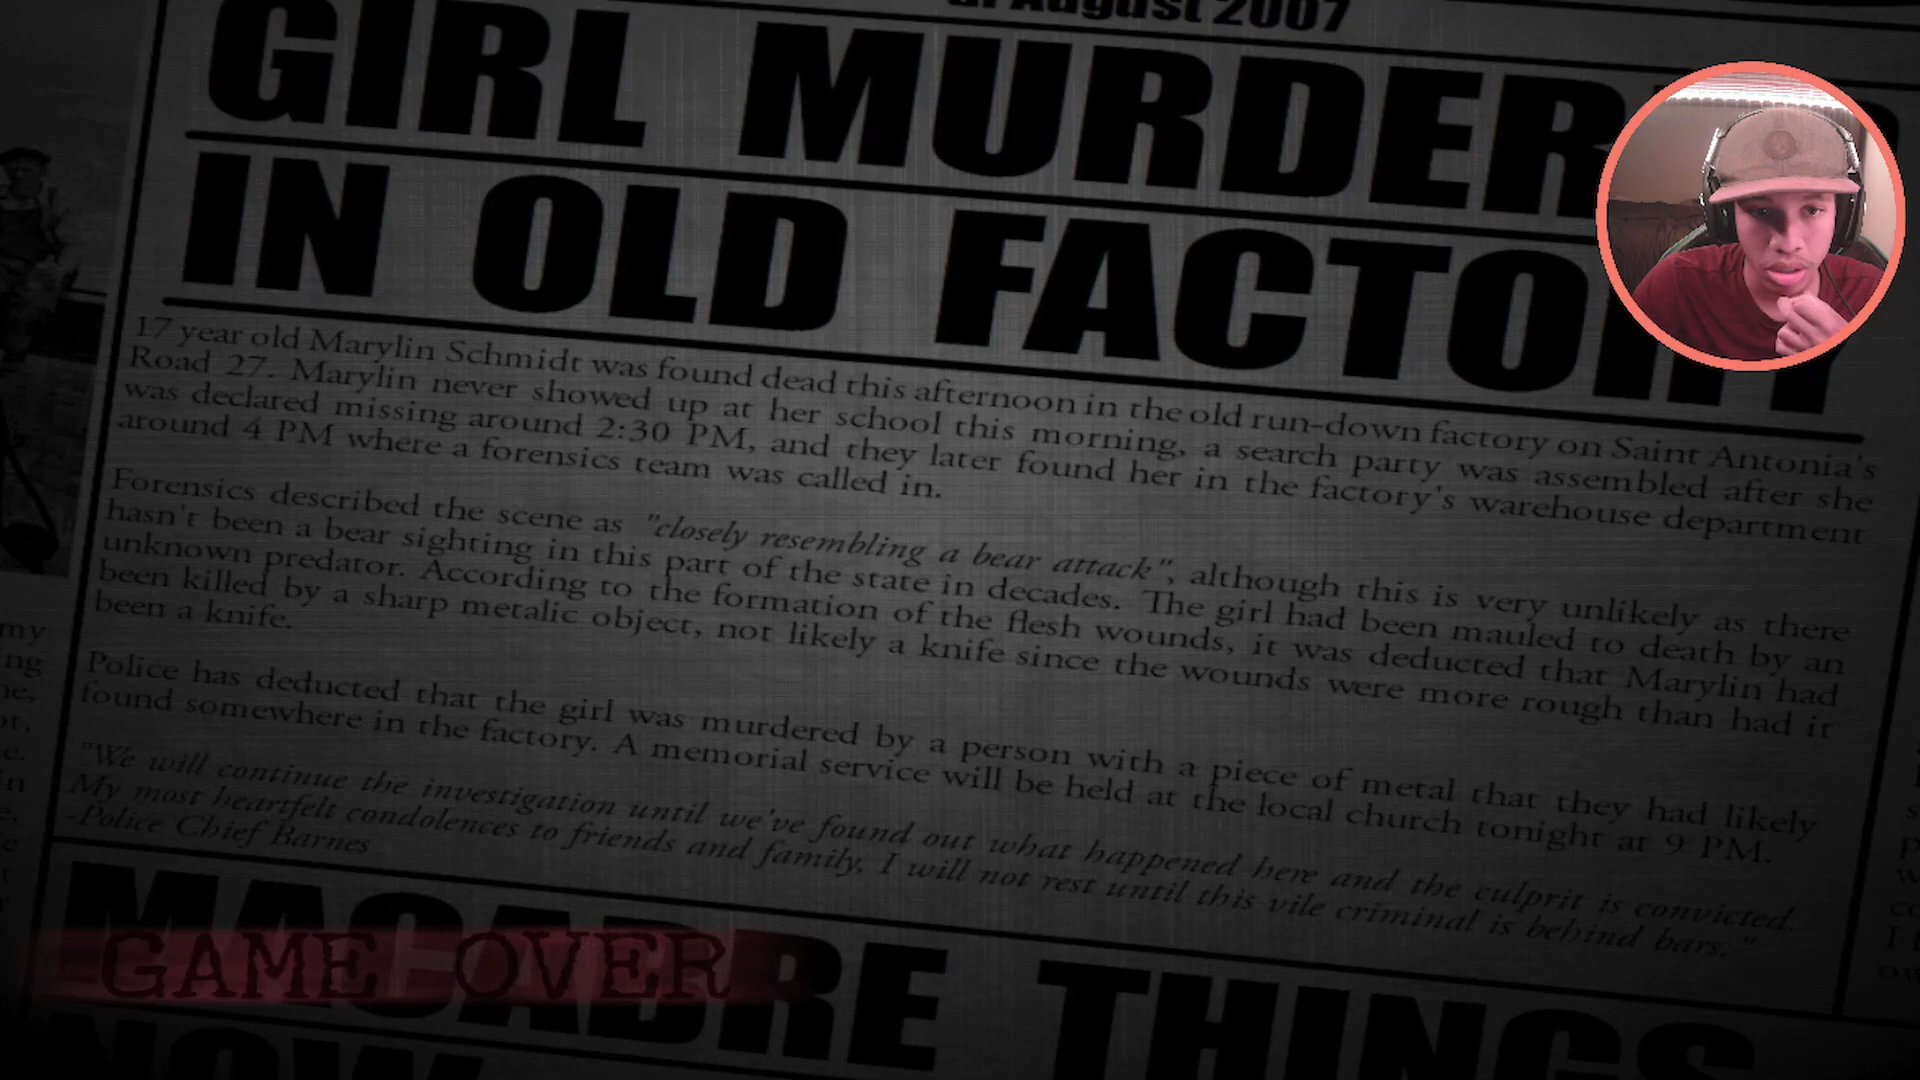 August 2007
GIRL MURDER
IN OLD FACTORY
17 year old Marylin Schmidt was found dead this afternoon in the old run-down factory on Saint Antonia's
Road 27. Marylin never showed up at her school this morning, a search party was assembled after she
was declared missing around 2:30 PM, and they later found her in the factory's warehouse department
around 4 PM where a forensics team was called in.
Forensics described the scene as "closely resembling a bear attack", although this is very unlikely as there
hasn't been a bear sighting in this part of the state in decades. The girl had been mauled to death by an
unknown predator. According to the formation of the flesh wounds, it was deducted that Marylin had
been killed by a sharp metalic object, not likely a knife since the wounds were more rough than had it
been a knife.
Police has deducted that the girl was murdered by a person with a piece of metal that they had likely
found somewhere in the factory. A memorial service will be held at the local church tonight at 9 PM.
"We will continue the investigation until we've found out what happened here and the culprit is convicted.
My most heartfelt condolences to friends and family, I will not rest until this vile criminal is behind bars."
-Police Chief Barnes
MACABRE THINGS
NOW
GAME OVER
my